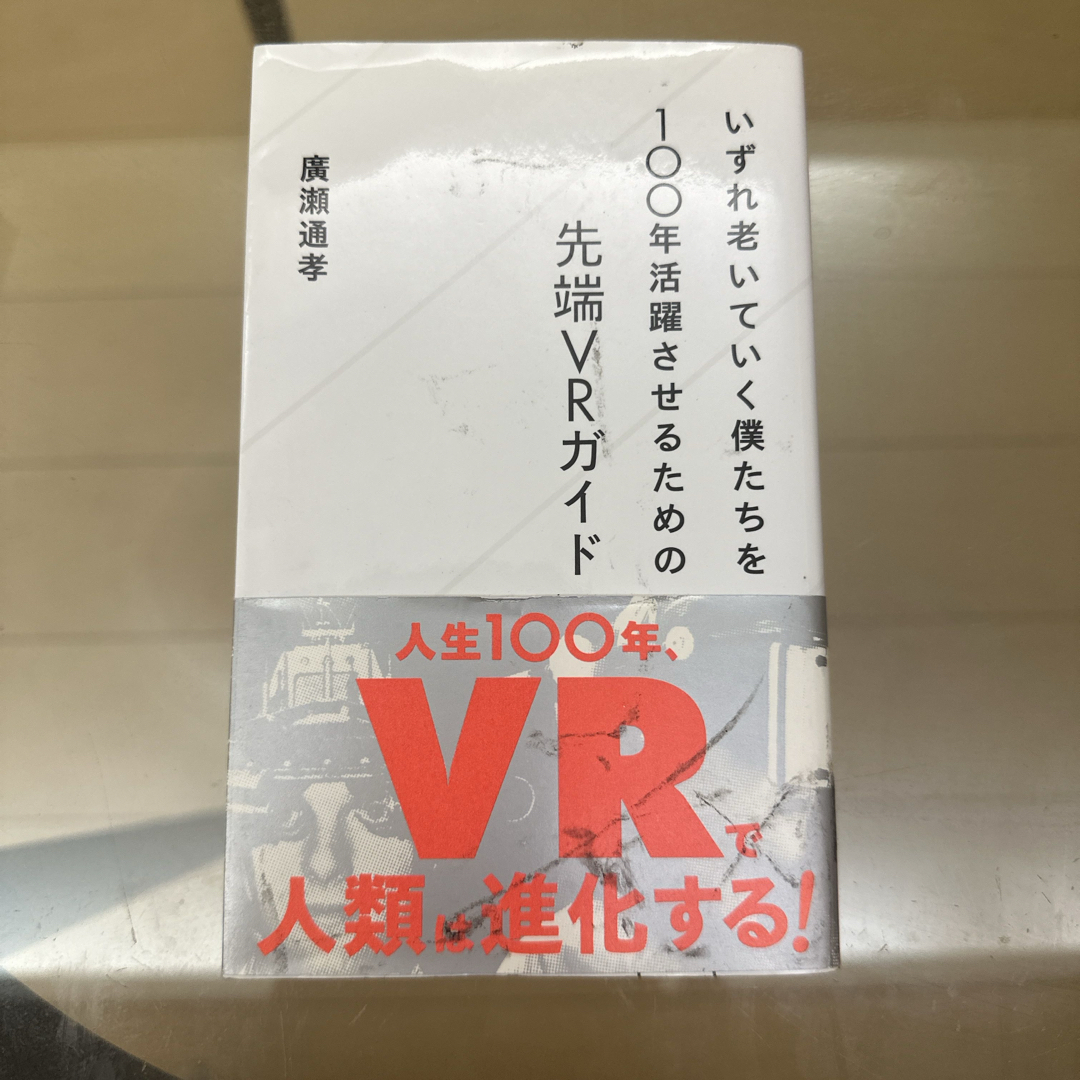 いずれ老いていく僕たちを
100年活躍させるための
先端VRガイド
廣瀬通孝
人生100年、
VRで
人類は進化する!